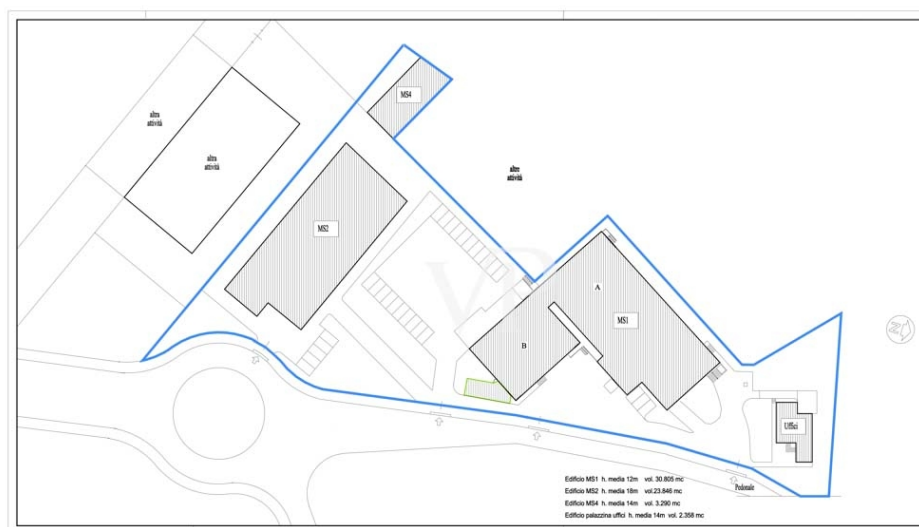 MS4
altra
attività
altra
attività
altre
attività
MS2
A
MS1
B
N
Uffici
Pedonale
Edificio MS1 h. media 12m vol. 30.805 mc
Edificio MS2 h. media 18m vol.23.846 mc
Edificio MS4 h. media 14m vol. 3.290 mc
Edificio palazzina uffici h. media 14m vol. 2.358 mc